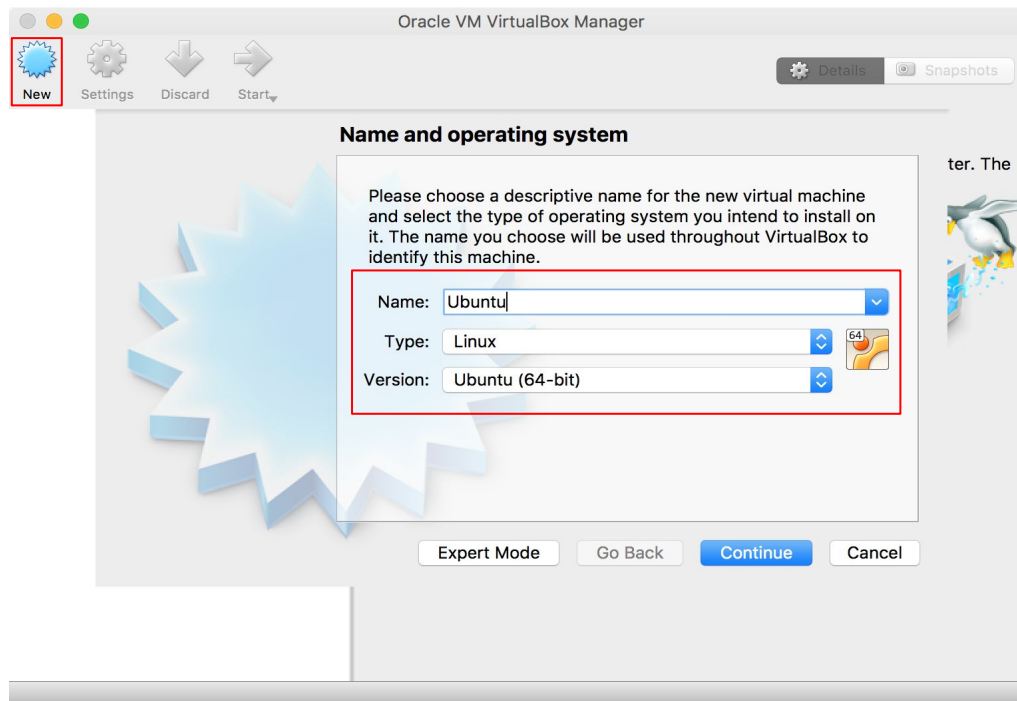 Oracle VM VirtualBox Manager
New
Settings
Discard
Start
Details
Snapshots
Name and operating system
ter. The
Please choose a descriptive name for the new virtual machine
and select the type of operating system you intend to install on
it. The name you choose will be used throughout VirtualBox to
identify this machine.
Name: Ubuntu
Type: Linux
64
Version: Ubuntu (64-bit)
Expert Mode
Go Back
Continue
Cancel